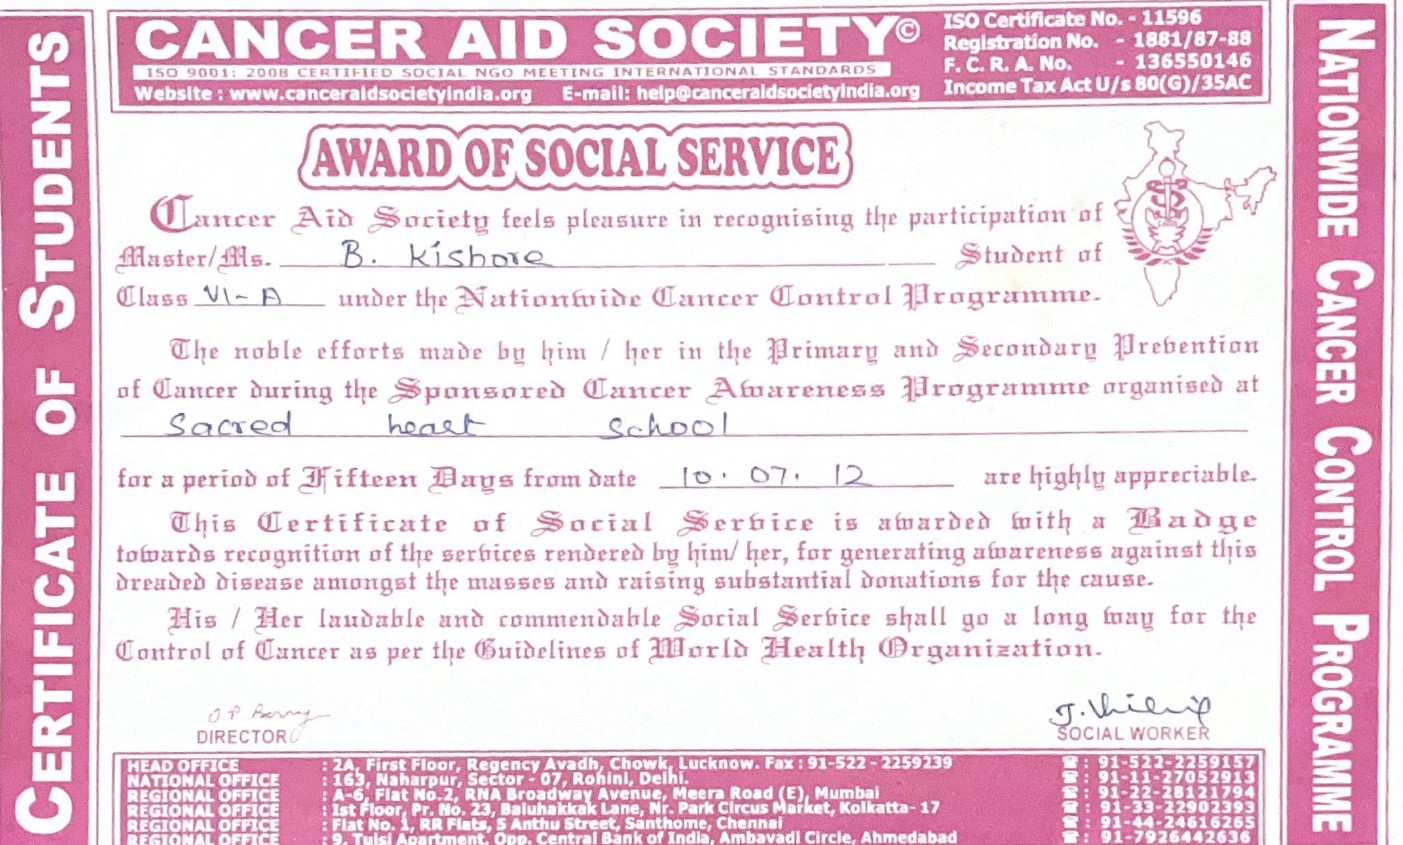 CERTIFICATE OF STUDENTS
CANCER AID SOCIETY©
ISO 9001: 2008 CERTIFIED SOCIAL NGO MEETING INTERNATIONAL STANDARDS
Website : www.canceraidsocietyindia.org E-mail: help@canceraidsocietyindia.org
ISO Certificate No. - 11596
Registration No. - 1881/87-88
F. C. R. A. No. - 136550146
Income Tax Act U/s 80(G)/35AC
AWARD OF SOCIAL SERVICE
Cancer Aid Society feels pleasure in recognising the participation of
Master/Ms. B. Kishore Student of
Class VI-A under the Nationwide Cancer Control Programme.
The noble efforts made by him / her in the Primary and Secondary Prevention
of Cancer during the Sponsored Cancer Awareness Programme organised at
Sacred heart School
for a period of Fifteen Days from date 10. 07. 12 are highly appreciable.
This Certificate of Social Service is awarded with a Badge
towards recognition of the services rendered by him/ her, for generating awareness against this
dreaded disease amongst the masses and raising substantial donations for the cause.
His / Her laudable and commendable Social Service shall go a long way for the
Control of Cancer as per the Guidelines of World Health Organization.
DIRECTOR
SOCIAL WORKER
HEAD OFFICE : 2A, First Floor, Regency Avadh, Chowk, Lucknow. Fax : 91-522 - 2259239 ☎ : 91-522-2259157
NATIONAL OFFICE : 163, Naharpur, Sector - 07, Rohini, Delhi. ☎ : 91-11-27052913
REGIONAL OFFICE : A-6, Flat No.2, RNA Broadway Avenue, Meera Road (E), Mumbai ☎ : 91-22-28121794
REGIONAL OFFICE : Ist Floor, Pr. No. 23, Baluhakkak Lane, Nr. Park Circus Market, Kolkatta- 17 ☎ : 91-33-22902393
REGIONAL OFFICE : Flat No. 1, RR Flats, 5 Anthu Street, Santhome, Chennai ☎ : 91-44-24616265
REGIONAL OFFICE : 9, Tulsi Apartment, Opp. Central Bank of India, Ambavadi Circle, Ahmedabad ☎ : 91-7926442636
NATIONWIDE CANCER CONTROL PROGRAMME